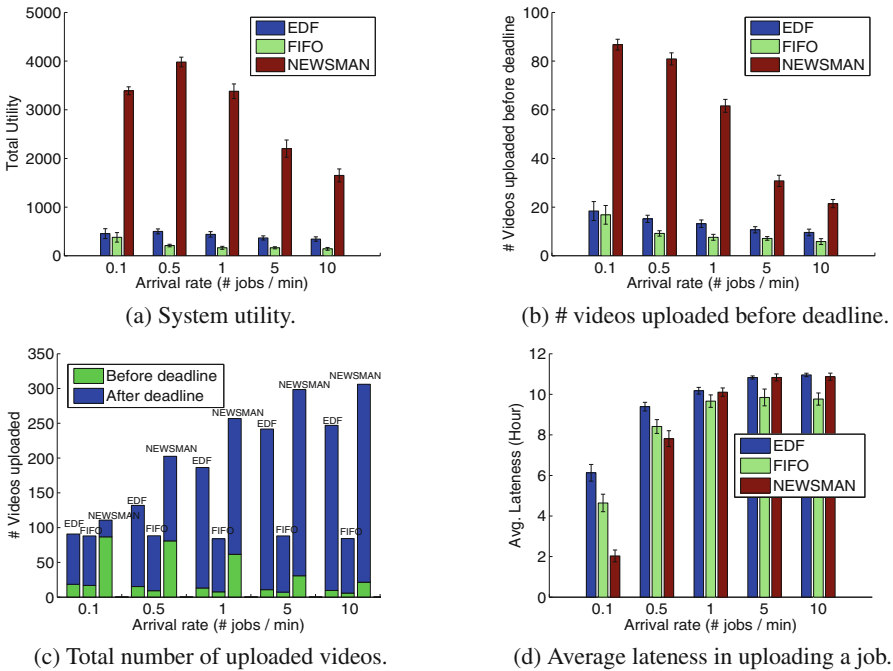 5000
4000
3000
2000
1000
0
Total Utility
EDF
FIFO
NEWSMAN
0.1 0.5 1 5 10
Arrival rate (# jobs / min)
(a) System utility.
100
80
60
40
20
0
# Videos uploaded before deadline
EDF
FIFO
NEWSMAN
0.1 0.5 1 5 10
Arrival rate (# jobs / min)
(b) # videos uploaded before deadline.
350
300
250
200
150
100
50
0
# Videos uploaded
Before deadline
After deadline
EDF
FIFO
NEWSMAN
EDF
FIFO
NEWSMAN
EDF
FIFO
NEWSMAN
EDF
FIFO
NEWSMAN
EDF
FIFO
NEWSMAN
0.1 0.5 1 5 10
Arrival rate (# jobs / min)
(c) Total number of uploaded videos.
12
10
8
6
4
2
0
Avg. Lateness (Hour)
EDF
FIFO
NEWSMAN
0.1 0.5 1 5 10
Arrival rate (# jobs / min)
(d) Average lateness in uploading a job.